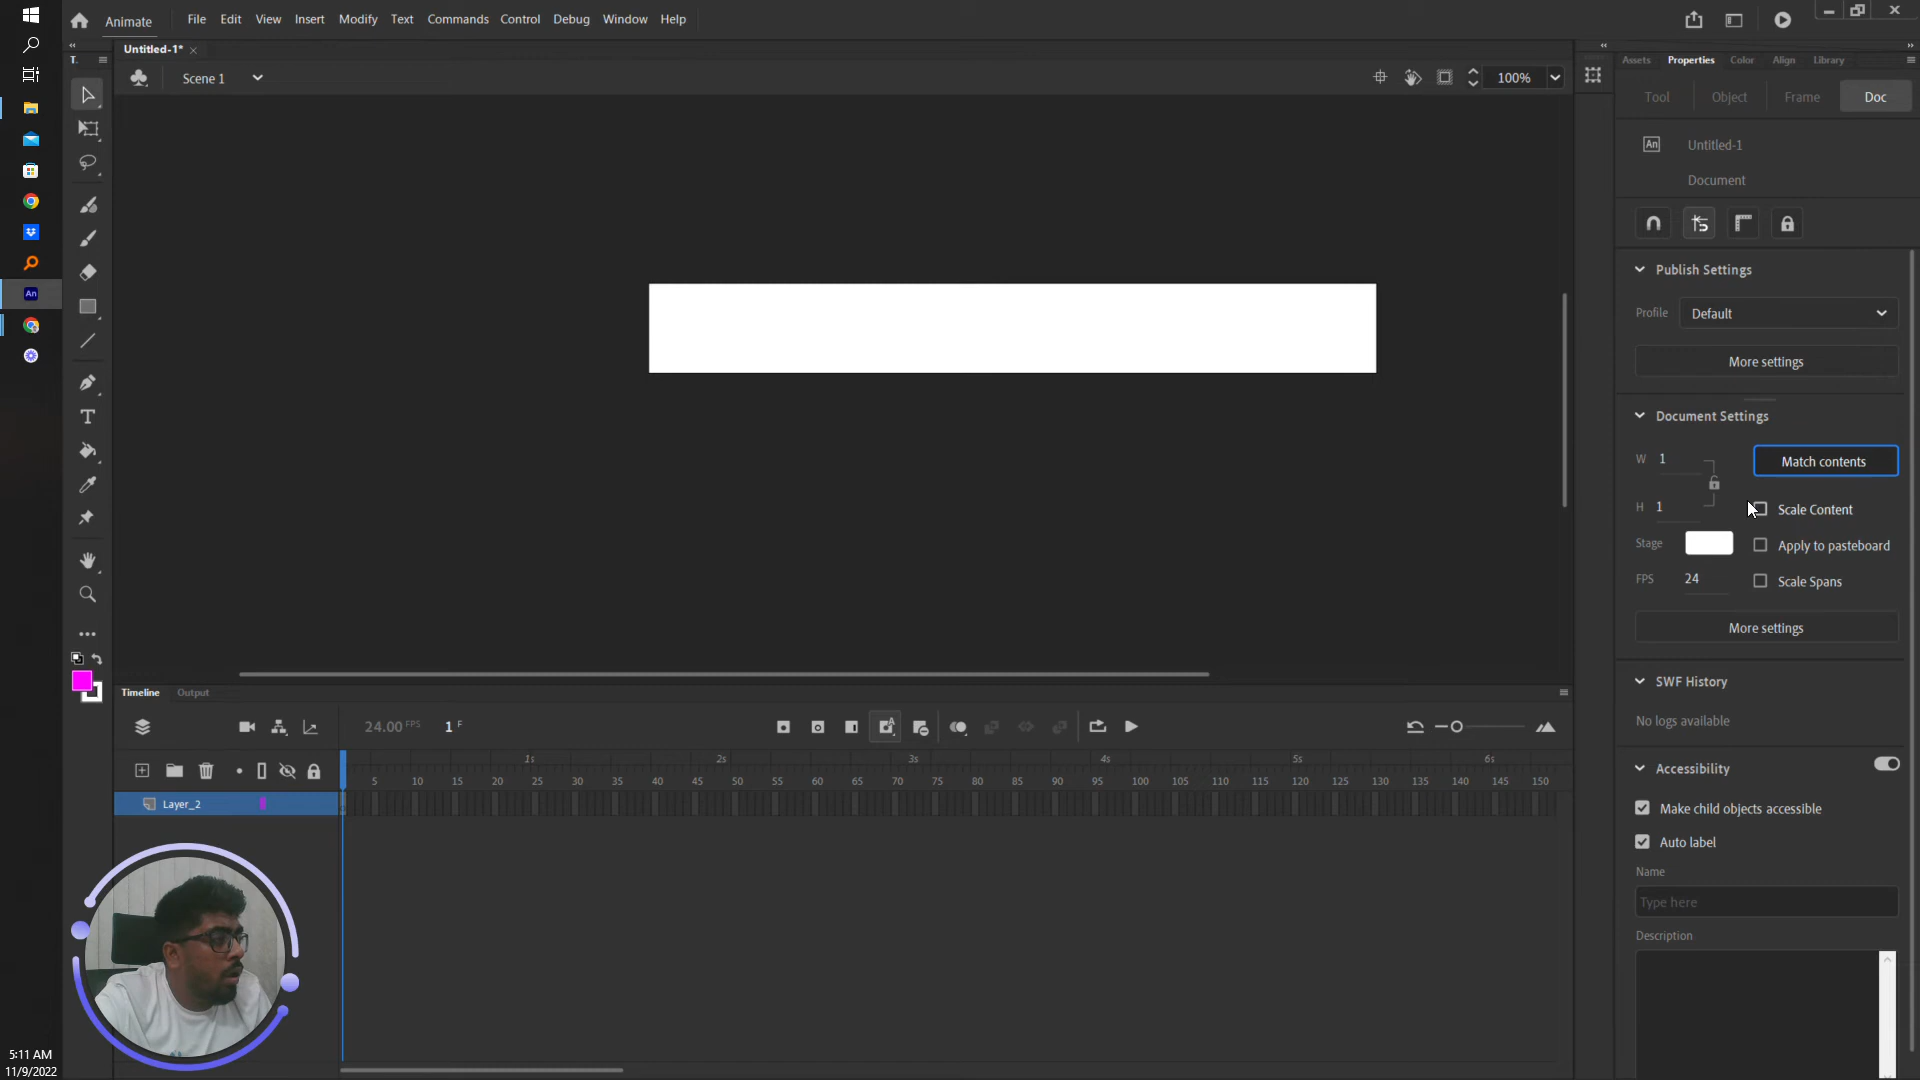 Animate
File Edit View Insert Modify Text Commands Control Debug Window Help
Untitled-1*
Scene 1
100%
T.
Assets Properties Color Align Library
Tool Object Frame Doc
An Untitled-1
Document
Publish Settings
Profile Default
More settings
Document Settings
W 1
Match contents
H 1
Scale Content
Stage
Apply to pasteboard
FPS 24
Scale Spans
More settings
SWF History
No logs available
Accessibility
Make child objects accessible
Auto label
Name
Type here
Description
Timeline Output
24.00 FPS 1 F
1s 2s 3s 4s 5s 6s
5 10 15 20 25 30 35 40 45 50 55 60 65 70 75 80 85 90 95 100 105 110 115 120 125 130 135 140 145 150
Layer_2
An
5:11 AM
11/9/2022